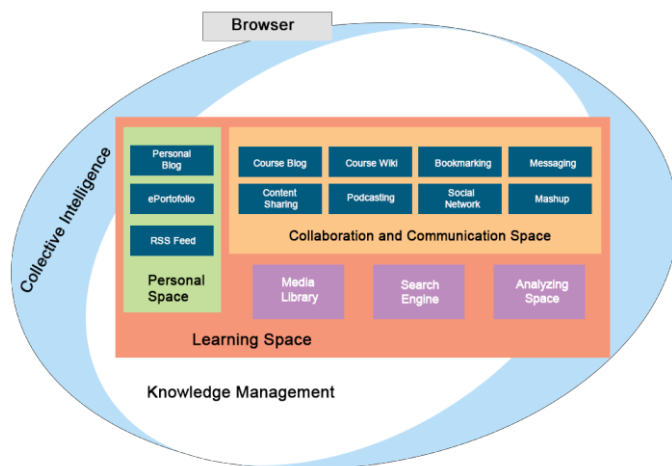 Browser
Collective Intelligence
Personal
Blog
ePortofolio
RSS Feed
Personal
Space
Course Blog
Course Wiki
Bookmarking
Messaging
Content
Sharing
Podcasting
Social
Network
Mashup
Collaboration and Communication Space
Media
Library
Search
Engine
Analyzing
Space
Learning Space
Knowledge Management